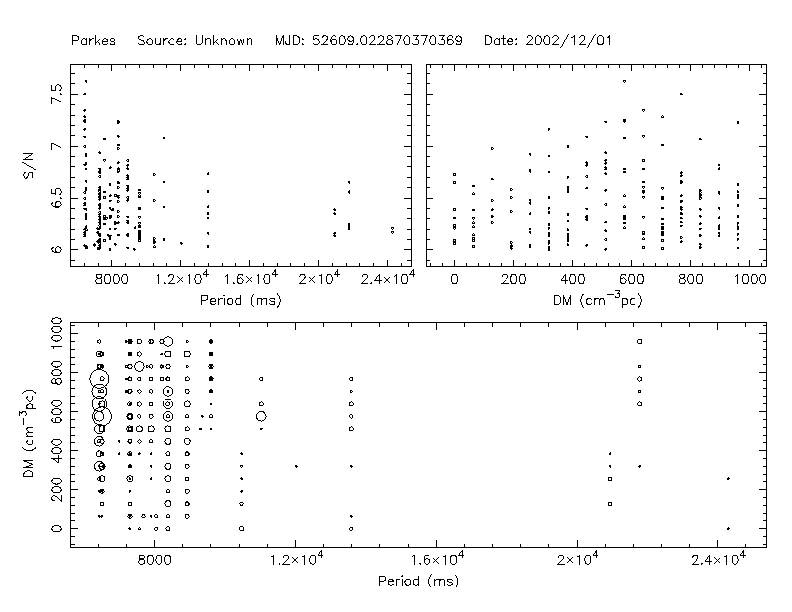 Parkes Source: Unknown MJD: 52609.022870370369 Date: 2002/12/01
S/N
7.5
7
6.5
6
8000 1.2×10⁴ 1.6×10⁴ 2×10⁴ 2.4×10⁴
Period (ms)
0 200 400 600 800 1000
DM (cm⁻³pc)
DM (cm⁻³pc)
1000
800
600
400
200
0
8000 1.2×10⁴ 1.6×10⁴ 2×10⁴ 2.4×10⁴
Period (ms)